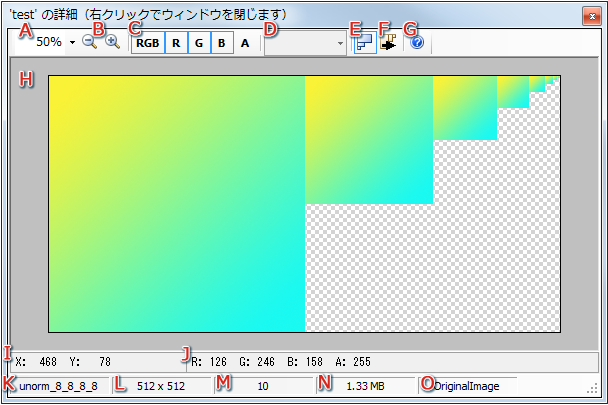 'test' の詳細（右クリックでウィンドウを閉じます）
A 50% B C RGB R G B A D E F G
H
I X: 468 Y: 78 J R: 126 G: 246 B: 158 A: 255
K unorm_8_8_8_8 L 512 x 512 M 10 N 1.33 MB O OriginalImage